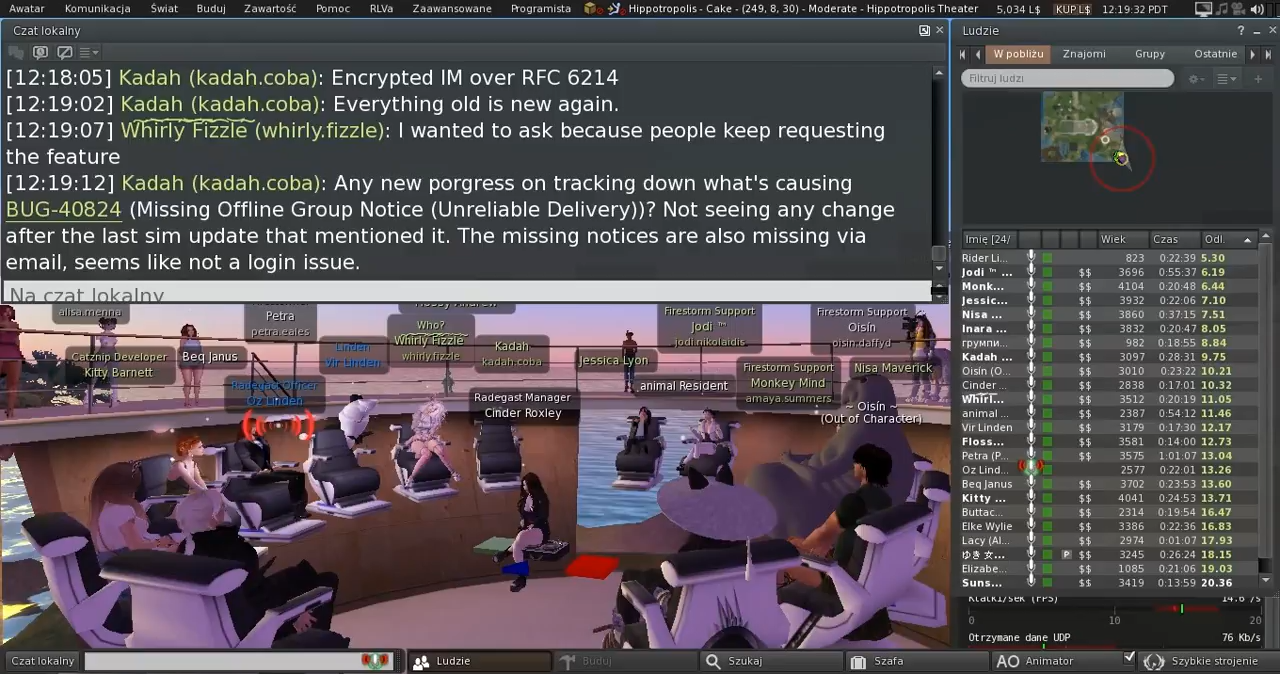 Awatar Komunikacja Świat Buduj Zawartość Pomoc RLVa Zaawansowane Programista Hippotropolis - Cake - (249, 8, 30) - Moderate - Hippotropolis Theater 5,034 L$ KUP L$ 12:19:32 PDT
Czat lokalny
[12:18:05] Kadah (kadah.coba): Encrypted IM over RFC 6214
[12:19:02] Kadah (kadah.coba): Everything old is new again.
[12:19:07] Whirly Fizzle (whirly.fizzle): I wanted to ask because people keep requesting
the feature
[12:19:12] Kadah (kadah.coba): Any new porgress on tracking down what's causing
BUG-40824 (Missing Offline Group Notice (Unreliable Delivery))? Not seeing any change
after the last sim update that mentioned it. The missing notices are also missing via
email, seems like not a login issue.
Na czat lokalny
alisa.menna
Petra
petra.eales
Who?
Whirly Fizzle
whirly.fizzle
Firestorm Support
Jodi ™
jodi.nikolaidis
Firestorm Support
Oisín
oisin.daffyd
Catznip Developer
Kitty Barnett
Beq Janus
Linden
Vir Linden
Kadah
kadah.coba
Jessica Lyon
Nisa Maverick
Radegast Officer
Oz Linden
animal Resident
Firestorm Support
Monkey Mind
amaya.summers
Radegast Manager
Cinder Roxley
~ Oisín ~
(Out of Character)
Ludzie
W pobliżu Znajomi Grupy Ostatnie
Filtruj ludzi
Imię [24/ Wiek Czas Odl.
Rider Li... 823 0:22:39 5.30
Jodi ™ ... $$ 3696 0:55:37 6.19
Monk... $$ 4104 0:20:48 6.44
Jessic... $$ 3932 0:22:06 7.10
Nisa ... $$ 3860 0:37:15 7.51
Inara ... $$ 3832 0:20:47 8.05
групми... $$ 982 0:18:55 8.84
Kadah ... $$ 3097 0:28:31 9.75
Oisín (O... $$ 3010 0:23:22 10.21
Cinder ... $$ 2838 0:17:01 10.32
Whirl... $$ 3512 0:20:19 11.05
animal ... $$ 2387 0:54:12 11.46
Vir Linden $$ 3179 0:17:30 12.17
Floss... $$ 3581 0:14:00 12.73
Petra (P... $$ 3575 1:01:07 13.04
Oz Lind... 2577 0:22:01 13.26
Beq Janus $$ 3702 0:23:53 13.60
Kitty ... $$ 4041 0:24:53 13.71
Buttac... $$ 2314 0:19:54 16.47
Elke Wylie $$ 3386 0:22:36 16.83
Lacy (Al... $$ 2974 0:01:07 17.93
ゆき 女... P $$ 3245 0:26:24 18.15
Elizabe... $$ 1085 0:21:06 19.03
Suns... $$ 3419 0:13:59 20.36
Klatki/sek (FPS) 14.6 /s
0 10 20
Otrzymane dane UDP 76 Kb/s
Czat lokalny Ludzie Buduj Szukaj Szafa AO Animator Szybkie strojenie